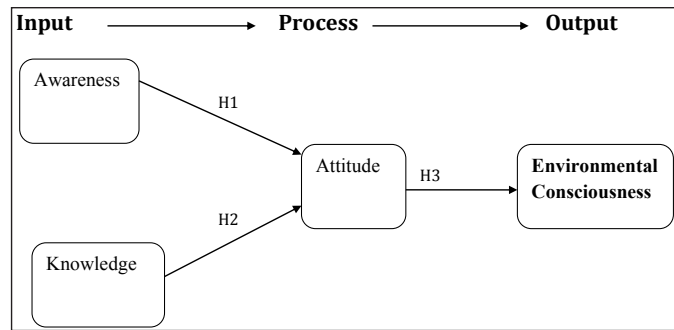 Input Process Output
Awareness
H1
Attitude
H3
Environmental
Consciousness
H2
Knowledge